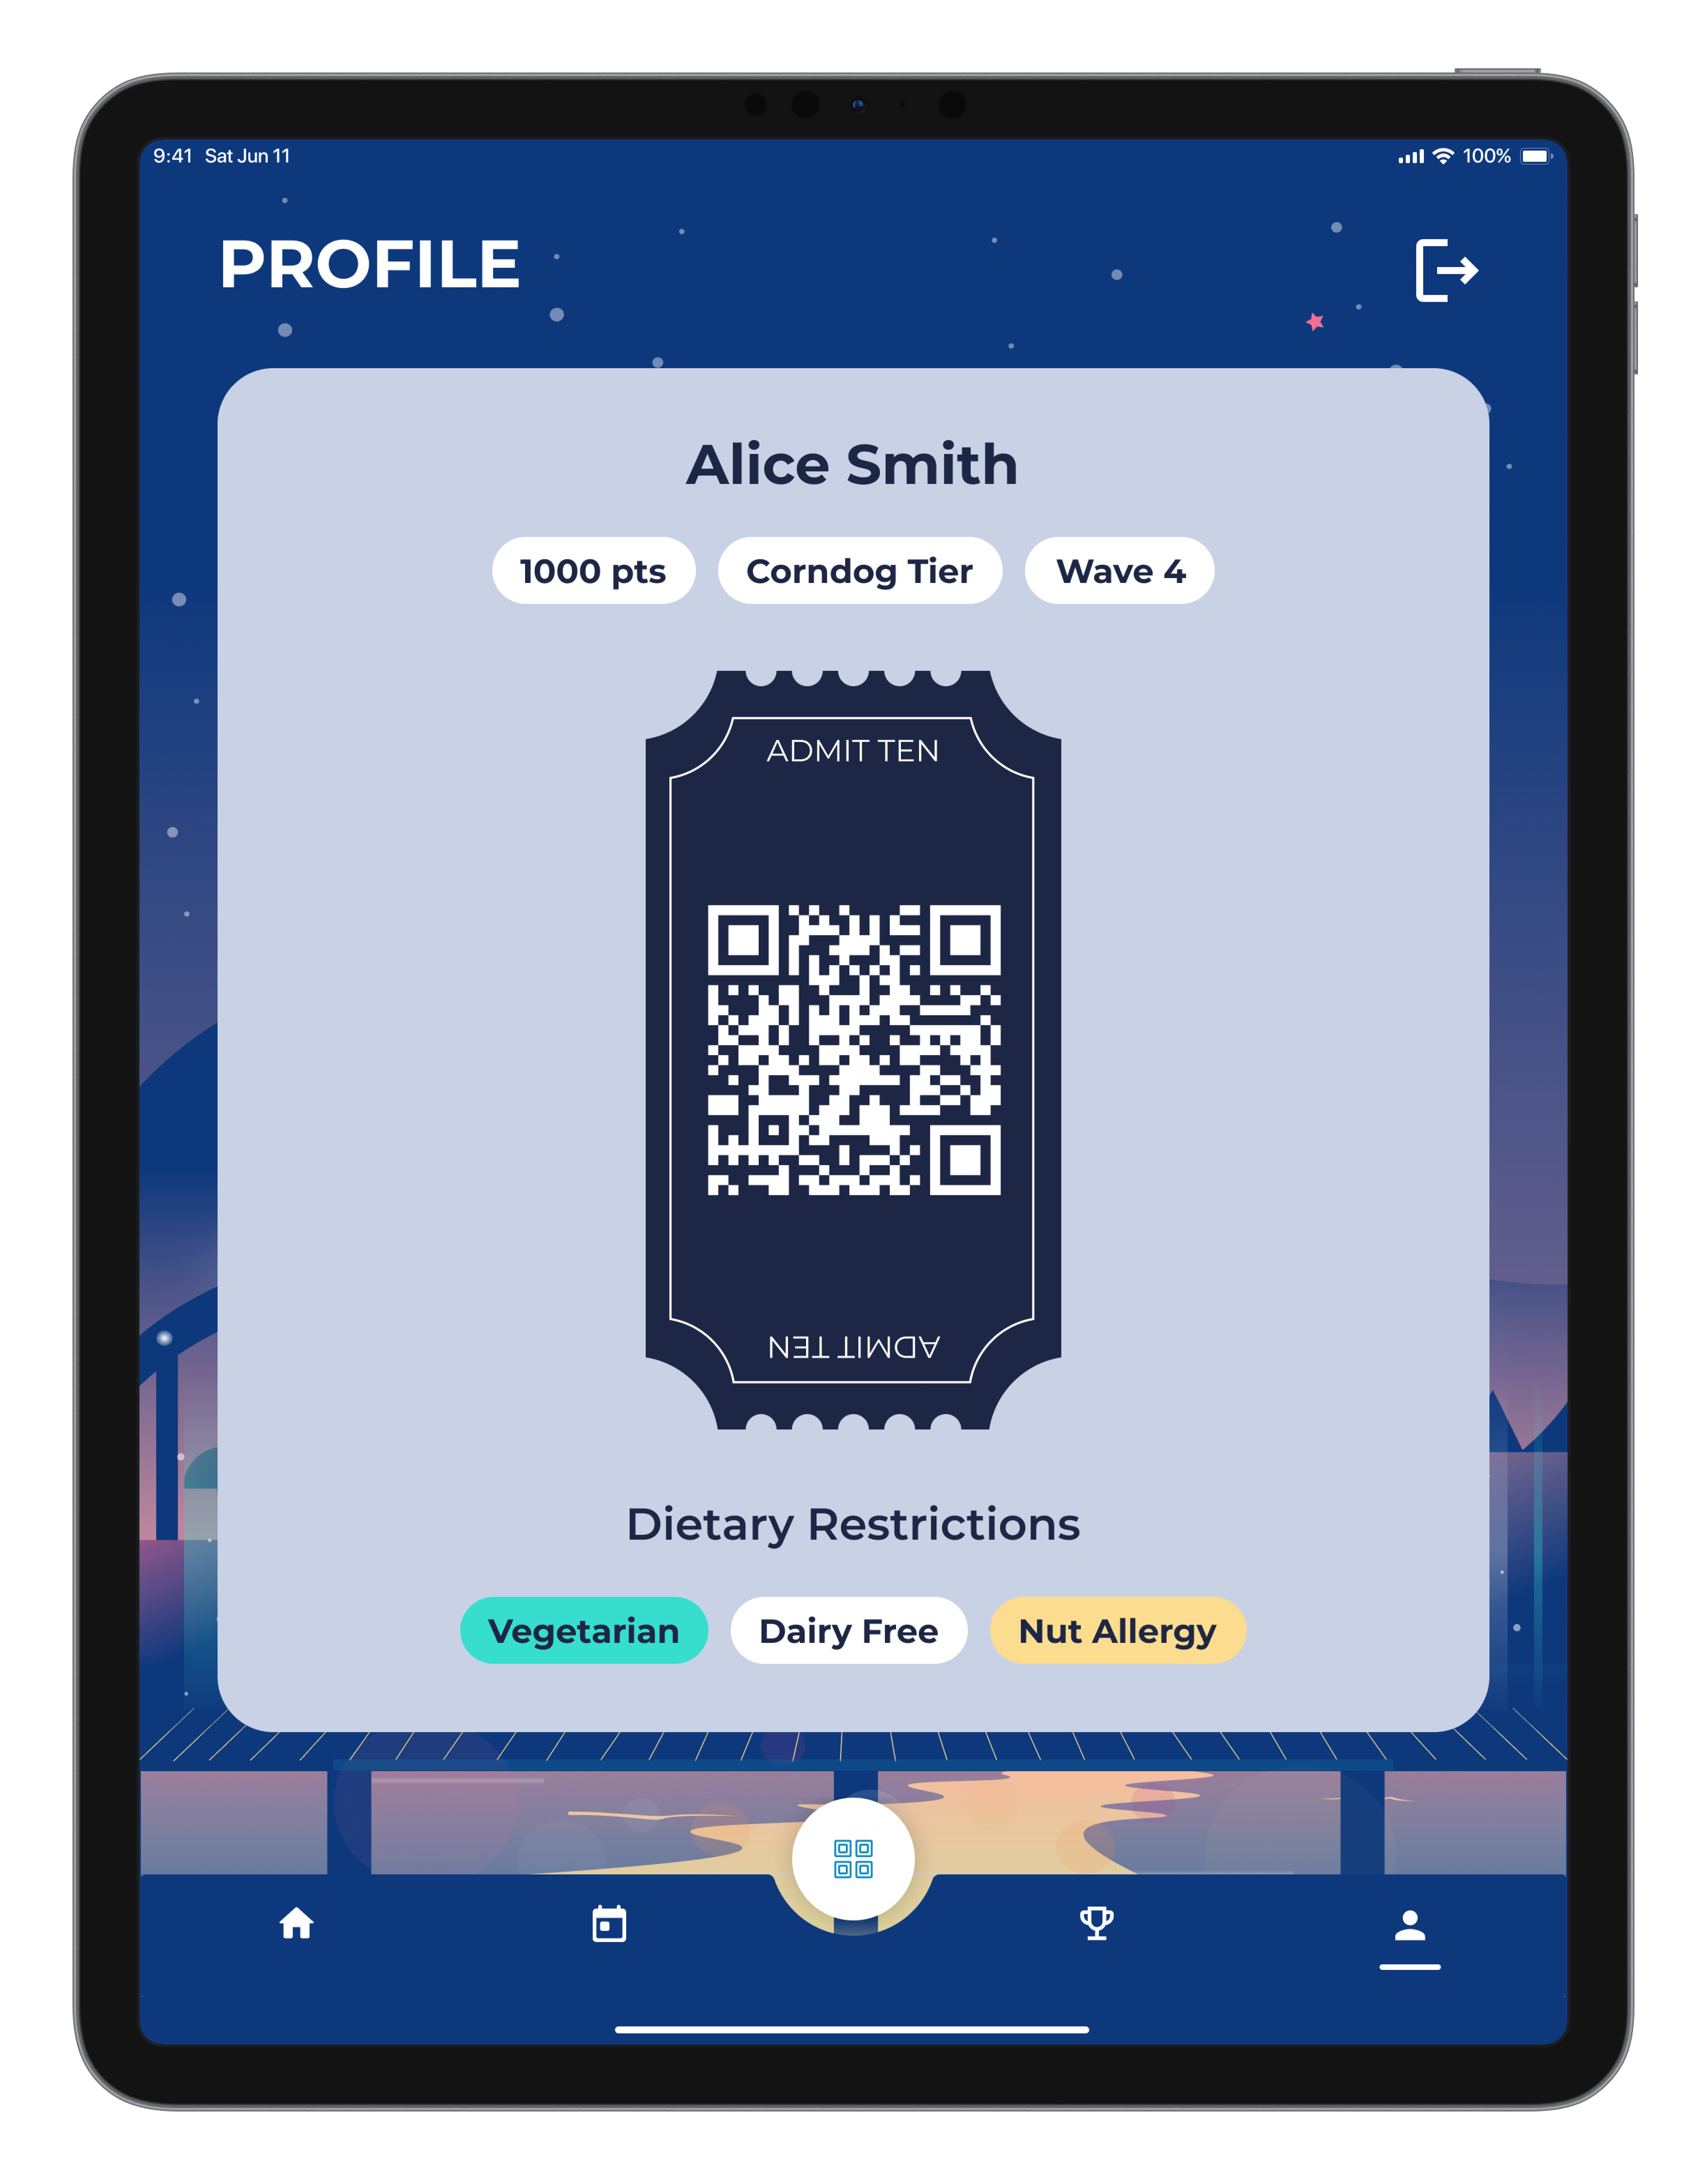 9:41 Sat Jun 11 100%
PROFILE
Alice Smith
1000 pts Corndog Tier Wave 4
ADMIT TEN
ADMIT TEN
Dietary Restrictions
Vegetarian Dairy Free Nut Allergy